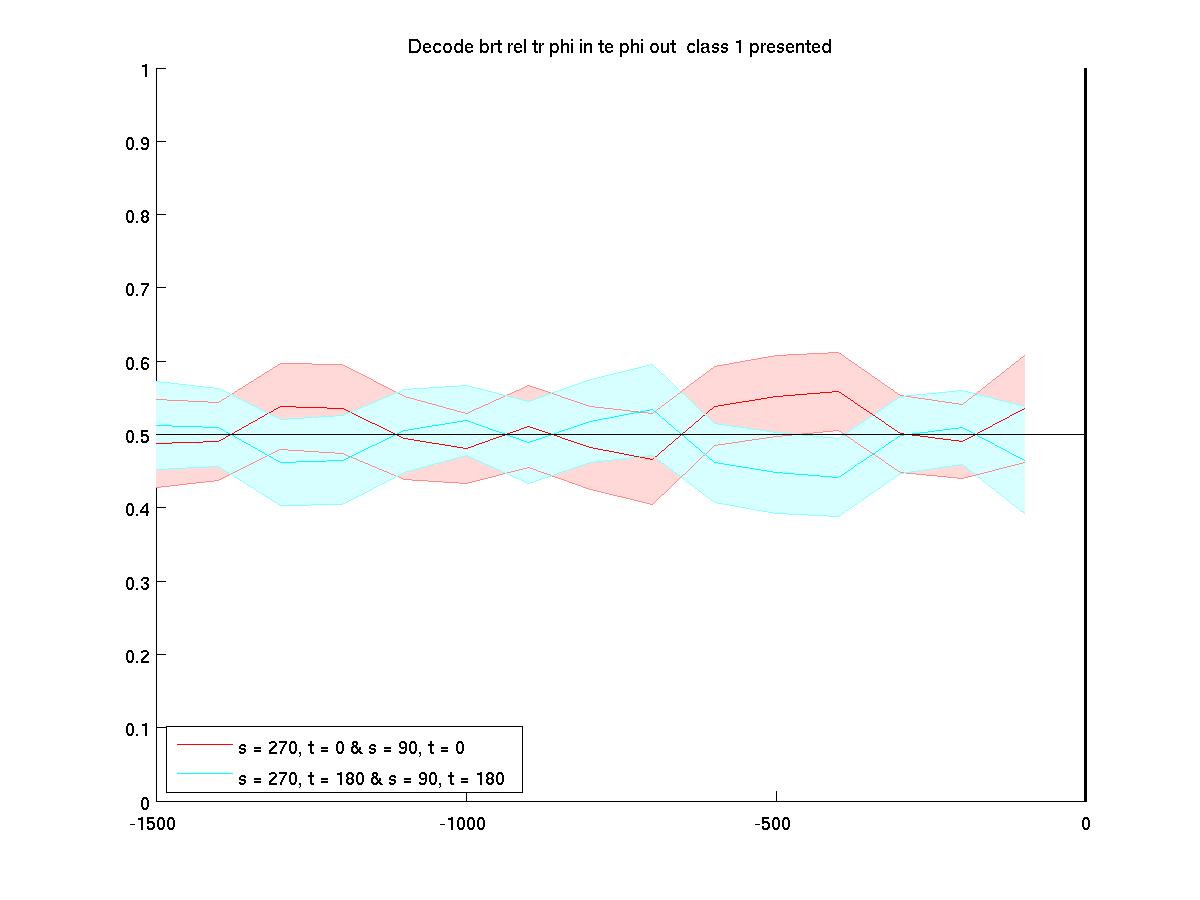 Decode brt rel tr phi in te phi out  class 1 presented
1
0.9
0.8
0.7
0.6
0.5
0.4
0.3
0.2
0.1
0
s = 270, t = 0 & s = 90, t = 0
s = 270, t = 180 & s = 90, t = 180
-1500 -1000 -500 0